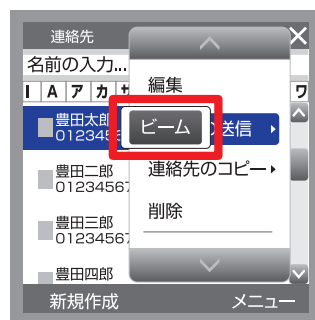 連絡先
名前の入力...
I A ア カ サ ワ
編集
豊田太郎
0123456
ビーム
送信
豊田二郎
01234567
連絡先のコピー
豊田三郎
01234567
削除
豊田四郎
新規作成 メニュー